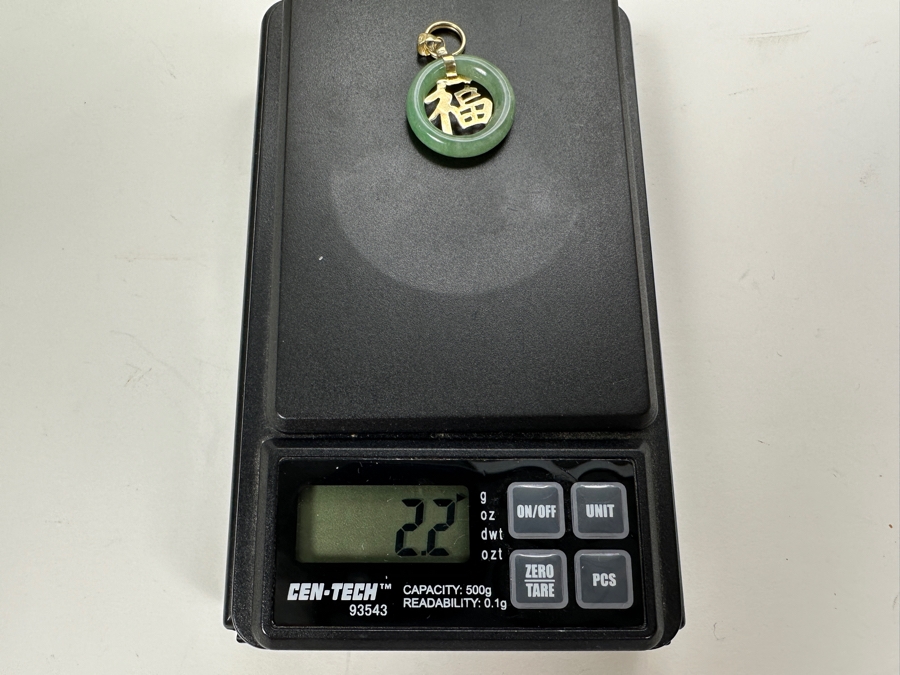 福
2.2
g
oz
dwt
ozt
ON/OFF
UNIT
ZERO
TARE
PCS
CEN-TECH™
93543
CAPACITY: 500g
READABILITY: 0.1g